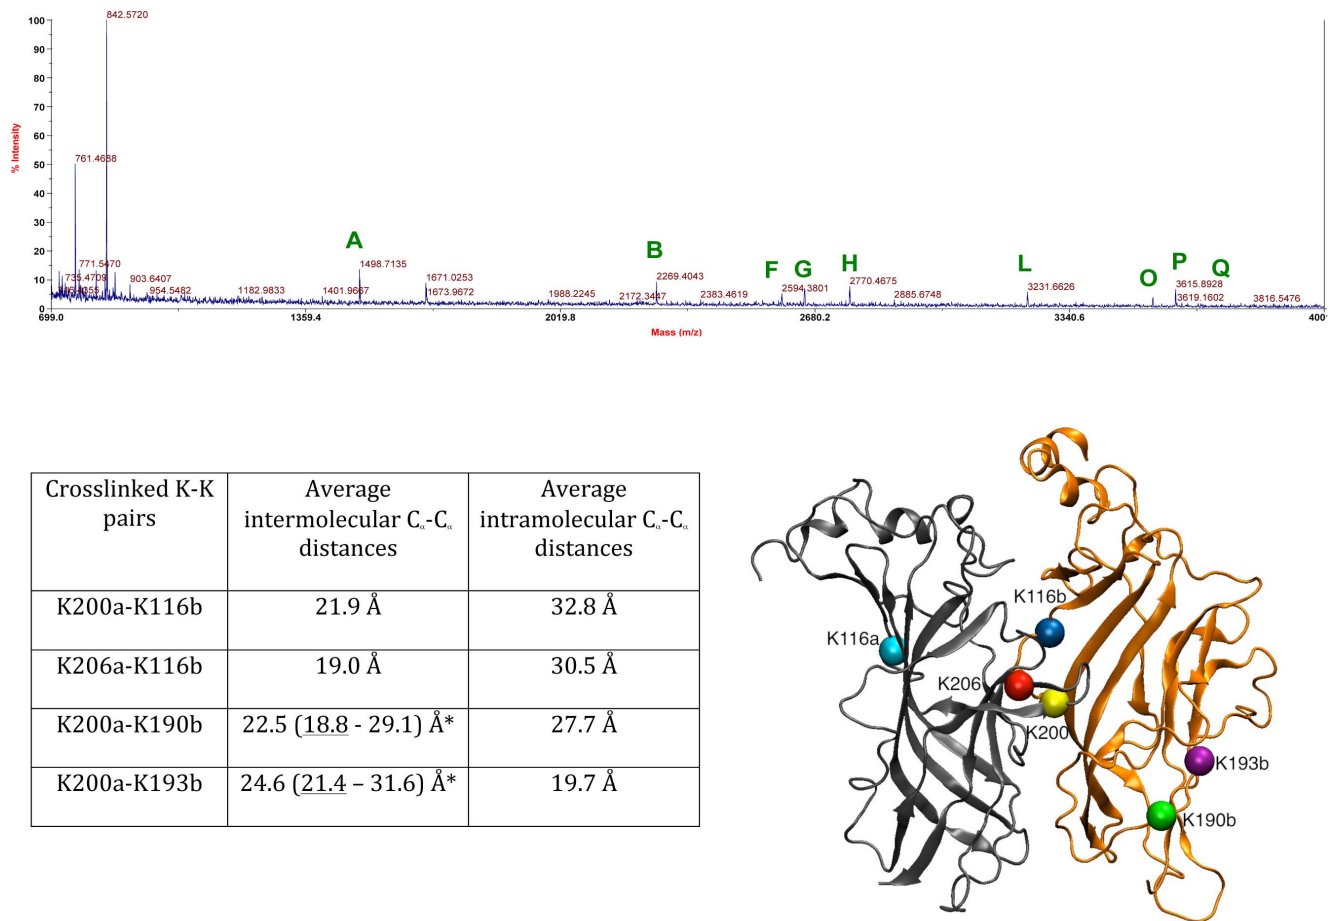 100
90
80
70
60
50
40
30
20
10
0
% Intensity
842.5720
761.4638
771.5470
735.4709
903.6407
954.5482
1182.9833
1401.9667
A
1498.7135
1671.0253
1673.9672
1988.2245
2172.3447
B
2269.4043
2383.4619
F
G
2594.3801
H
2770.4675
2885.6748
L
3231.6626
O
P
Q
3615.8928
3619.1602
3816.5476
699.0
1359.4
2019.8
2680.2
3340.6
400
Mass (m/z)
Crosslinked K-K pairs
Average intermolecular Cα-Cα distances
Average intramolecular Cα-Cα distances
K200a-K116b 21.9 Å 32.8 Å
K206a-K116b 19.0 Å 30.5 Å
K200a-K190b 22.5 (18.8 - 29.1) Å* 27.7 Å
K200a-K193b 24.6 (21.4 – 31.6) Å* 19.7 Å
K116b
K116a
K206
K200
K193b
K190b